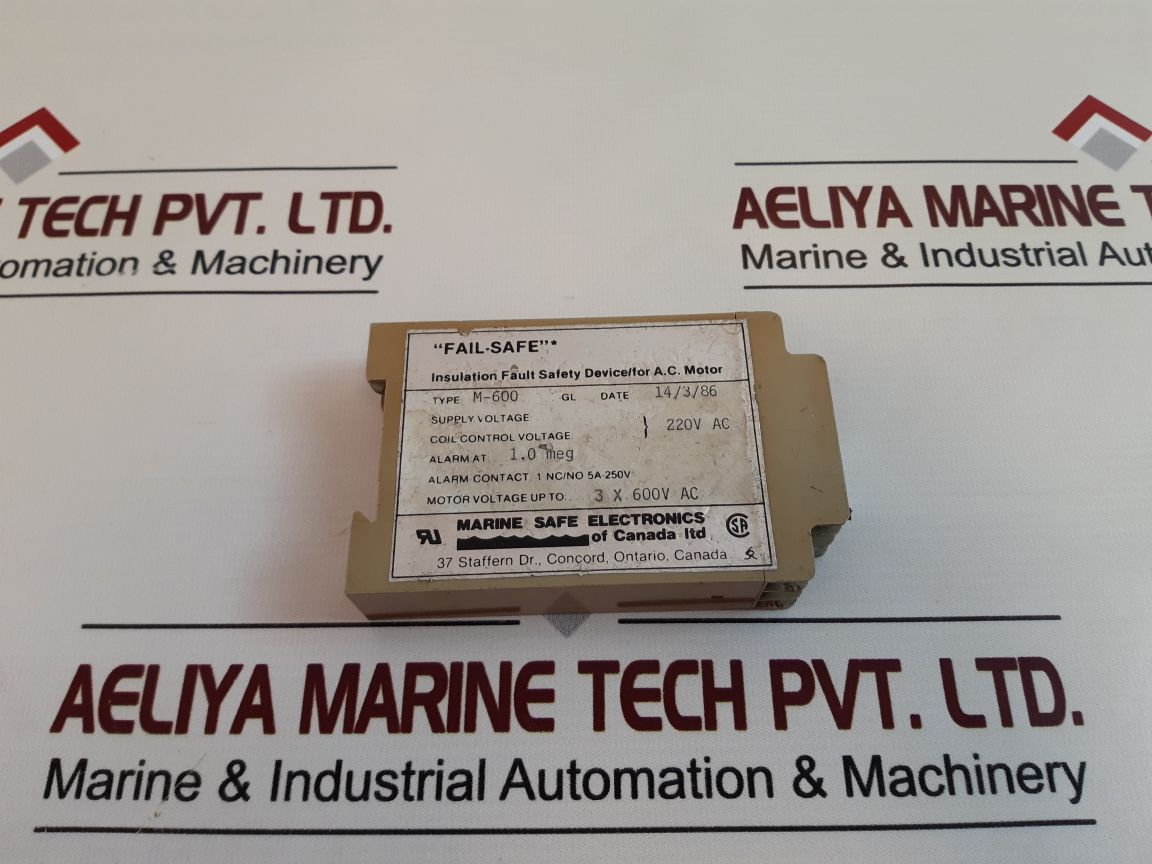 TECH PVT. LTD.
omation & Machinery
AELIYA MARINE T
Marine & Industrial Aut
"FAIL-SAFE"*
Insulation Fault Safety Device/for A.C. Motor
TYPE M-600 GL DATE 14/3/86
SUPPLY VOLTAGE
COIL CONTROL VOLTAGE } 220V AC
ALARM AT 1.0 meg
ALARM CONTACT: 1 NC/NO 5A-250V
MOTOR VOLTAGE UP TO.... 3 X 600V AC
MARINE SAFE ELECTRONICS
of Canada ltd
37 Staffern Dr., Concord, Ontario, Canada
AELIYA MARINE TECH PVT. LTD.
Marine & Industrial Automation & Machinery